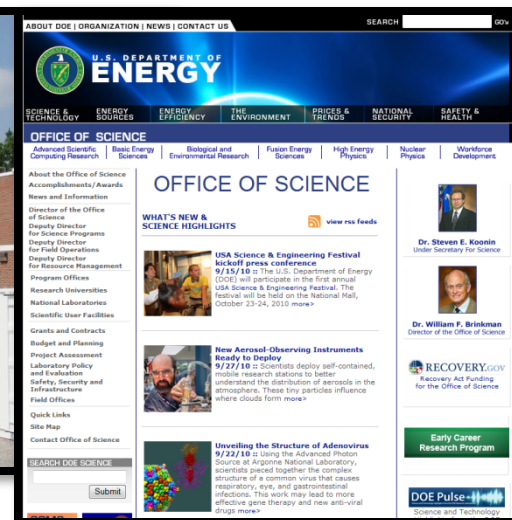 ABOUT DOE | ORGANIZATION | NEWS | CONTACT US
SEARCH
U.S. DEPARTMENT OF
ENERGY
SCIENCE & TECHNOLOGY
ENERGY SOURCES
ENERGY EFFICIENCY
THE ENVIRONMENT
PRICES & TRENDS
NATIONAL SECURITY
SAFETY & HEALTH
OFFICE OF SCIENCE
Advanced Scientific Computing Research
Basic Energy Sciences
Biological and Environmental Research
Fusion Energy Sciences
High Energy Physics
Nuclear Physics
Workforce Development
About the Office of Science
Accomplishments/Awards
News and Information
Director of the Office
of Science
Deputy Director
for Science Programs
Deputy Director
for Field Operations
Deputy Director
for Resource Management
Program Offices
Research Universities
National Laboratories
Scientific User Facilities
Grants and Contracts
Budget and Planning
Project Assessment
Laboratory Policy
and Evaluation
Safety, Security and
Infrastructure
Field Offices
Quick Links
Site Map
Contact Office of Science
SEARCH DOE SCIENCE
Submit
OFFICE OF SCIENCE
WHAT'S NEW &
SCIENCE HIGHLIGHTS
view rss feeds
USA Science & Engineering Festival
kickoff press conference
9/15/10 :: The U.S. Department of Energy
(DOE) will participate in the first annual
USA Science & Engineering Festival. The
festival will be held on the National Mall,
October 23-24, 2010 more>
New Aerosol-Observing Instruments
Ready to Deploy
9/27/10 :: Scientists deploy self-contained,
mobile research stations to better
understand the distribution of aerosols in the
atmosphere. These tiny particles influence
where clouds form more>
Unveiling the Structure of Adenovirus
9/22/10 :: Using the Advanced Photon
Source at Argonne National Laboratory,
scientists pieced together the complex
structure of a common virus that causes
respiratory, eye, and gastrointestinal
infections. This work may lead to more
effective gene therapy and new anti-viral
drugs more>
Dr. Steven E. Koonin
Under Secretary For Science
Dr. William F. Brinkman
Director of the Office of Science
RECOVERY.GOV
Recovery Act Funding
for the Office of Science
Early Career
Research Program
DOE Pulse
Science and Technology